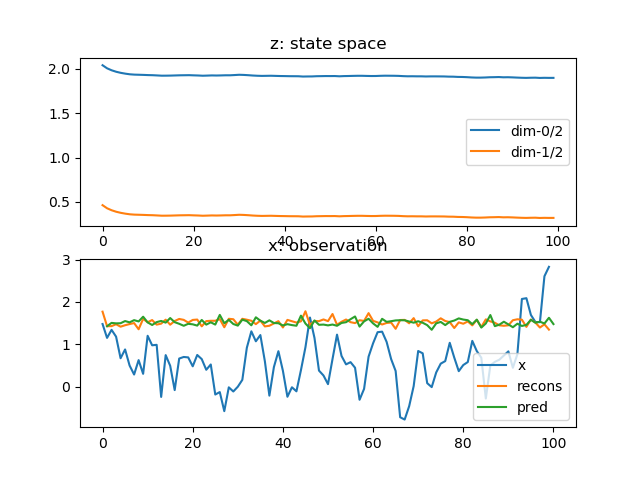 z: state space
2.0
1.5
1.0
0.5
dim-0/2
dim-1/2
0 20 40 60 80 100
x: observation
3
2
1
0
x
recons
pred
0 20 40 60 80 100